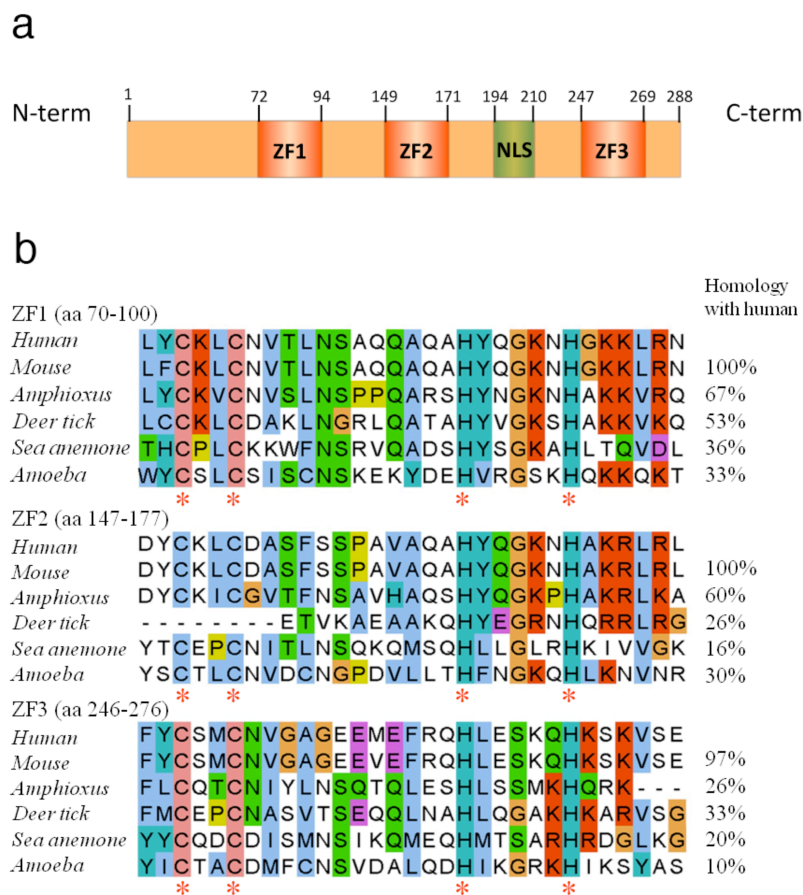 a
1 72 94 149 171 194 210 247 269 288
N-term ZF1 ZF2 NLS ZF3 C-term
b
Homology
with human
ZF1 (aa 70-100)
Human LYCKLCNVTLNSAQQAQAHYQGKNHGKKLRN
Mouse LFCKLCNVTLNSAQQAQAHYQGKNHGKKLRN 100%
Amphioxus LYCKVCNVSLNSPPQARSHYNGKNHAKKVRQ 67%
Deer tick LCCKLCDAKLNGRLQATAHYVGKSHAKKVKQ 53%
Sea anemone THCPLCKKWFNSRVQADSHYSGKAHLTQVDL 36%
Amoeba WYCSLCSISCNSKEKYDEHVRGSKHQKKQKT 33%
* * * *
ZF2 (aa 147-177)
Human DYCKLCDASFSSPAVAQAHYQGKNHAKRLRL
Mouse DYCKLCDASFSSPAVAQAHYQGKNHAKRLRL 100%
Amphioxus DYCKICGVTFNSAVHAQSHYQGKPHAKRLKA 60%
Deer tick --------ETVKAEAAKQHYEGRNHQRRLRG 26%
Sea anemone YTCEPCNITLNSQKQMSQHLLGLRHKIVVGK 16%
Amoeba YSCTLCNVDCNGPDVLLTHFNGKQHLKNVNR 30%
* * * *
ZF3 (aa 246-276)
Human FYCSMCNVGAGEEMEFRQHLESKQHKSKVSE
Mouse FYCSMCNVGAGEEVEFRQHLESKQHKSKVSE 97%
Amphioxus FLCQTCNIYLNSQTQLESHLSSMKHQRK--- 26%
Deer tick FMCEPCNASVTSEQQLNAHLQGAKHKARVSG 33%
Sea anemone YYCQDCDISMNSIKQMEQHMTSARHRDGLKG 20%
Amoeba YICTACDMFCNSVDALQDHIKGRKHIKSYAS 10%
* * * *